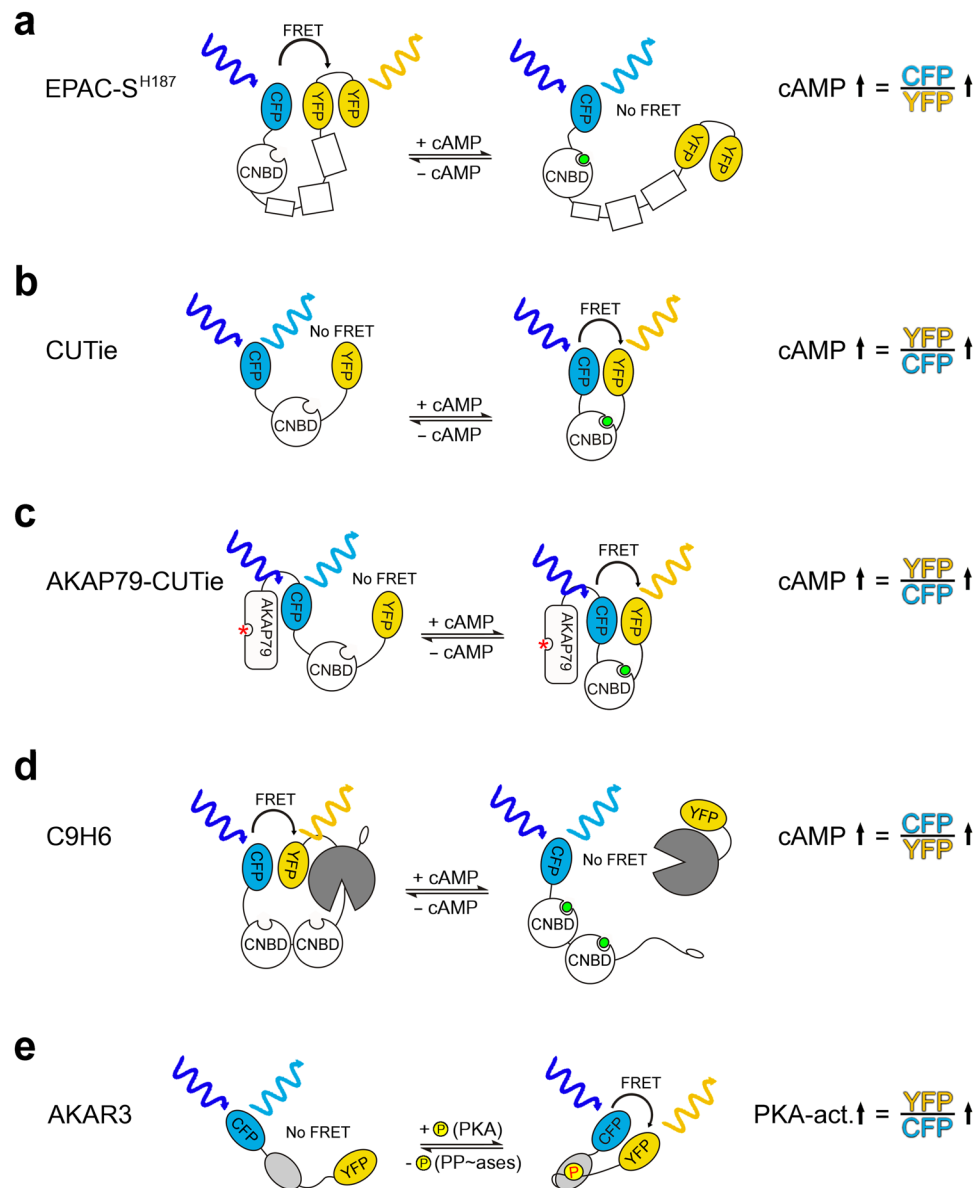 a
EPAC-S^H187
FRET
CFP
YFP
YFP
CNBD
+ cAMP
– cAMP
No FRET
CFP
YFP
YFP
CNBD
cAMP ⬆ = CFP ⬆
YFP
b
CUTie
No FRET
CFP
YFP
CNBD
+ cAMP
– cAMP
FRET
CFP
YFP
CNBD
cAMP ⬆ = YFP ⬆
CFP
c
AKAP79-CUTie
No FRET
AKAP79
*
CFP
YFP
CNBD
+ cAMP
– cAMP
FRET
AKAP79
*
CFP
YFP
CNBD
cAMP ⬆ = YFP ⬆
CFP
d
C9H6
FRET
CFP
YFP
CNBD
CNBD
+ cAMP
– cAMP
No FRET
CFP
YFP
CNBD
CNBD
cAMP ⬆ = CFP ⬆
YFP
e
AKAR3
No FRET
CFP
YFP
+ P (PKA)
- P (PP~ases)
FRET
CFP
YFP
P
PKA-act.⬆ = YFP ⬆
CFP